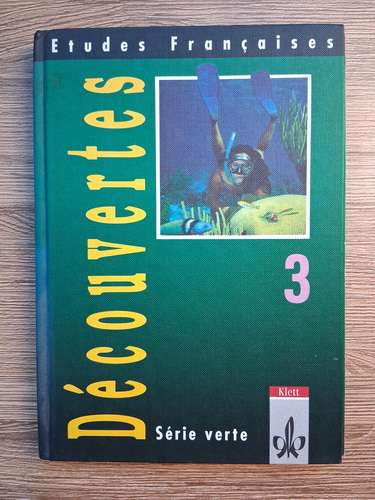 Etudes Françaises
Découvertes
3
Série verte
Klett